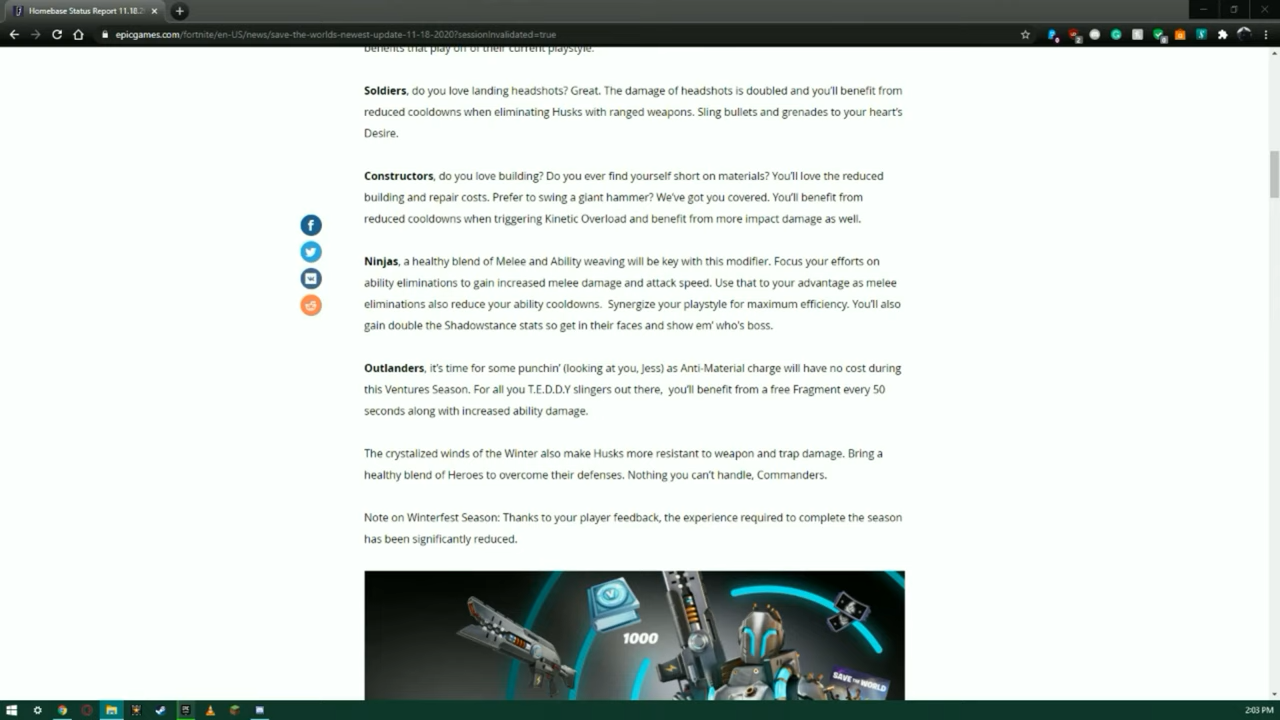 Homebase Status Report 11.18.2
epicgames.com/fortnite/en-US/news/save-the-worlds-newest-update-11-18-2020?sessionInvalidated=true
benefits that play off of their current playstyle.
Soldiers, do you love landing headshots? Great. The damage of headshots is doubled and you'll benefit from
reduced cooldowns when eliminating Husks with ranged weapons. Sling bullets and grenades to your heart's
Desire.
Constructors, do you love building? Do you ever find yourself short on materials? You'll love the reduced
building and repair costs. Prefer to swing a giant hammer? We've got you covered. You'll benefit from
reduced cooldowns when triggering Kinetic Overload and benefit from more impact damage as well.
Ninjas, a healthy blend of Melee and Ability weaving will be key with this modifier. Focus your efforts on
ability eliminations to gain increased melee damage and attack speed. Use that to your advantage as melee
eliminations also reduce your ability cooldowns. Synergize your playstyle for maximum efficiency. You'll also
gain double the Shadowstance stats so get in their faces and show em' who's boss.
Outlanders, it's time for some punchin' (looking at you, Jess) as Anti-Material charge will have no cost during
this Ventures Season. For all you T.E.D.D.Y slingers out there, you'll benefit from a free Fragment every 50
seconds along with increased ability damage.
The crystalized winds of the Winter also make Husks more resistant to weapon and trap damage. Bring a
healthy blend of Heroes to overcome their defenses. Nothing you can't handle, Commanders.
Note on Winterfest Season: Thanks to your player feedback, the experience required to complete the season
has been significantly reduced.
1000
SAVE THE WORLD
2:03 PM